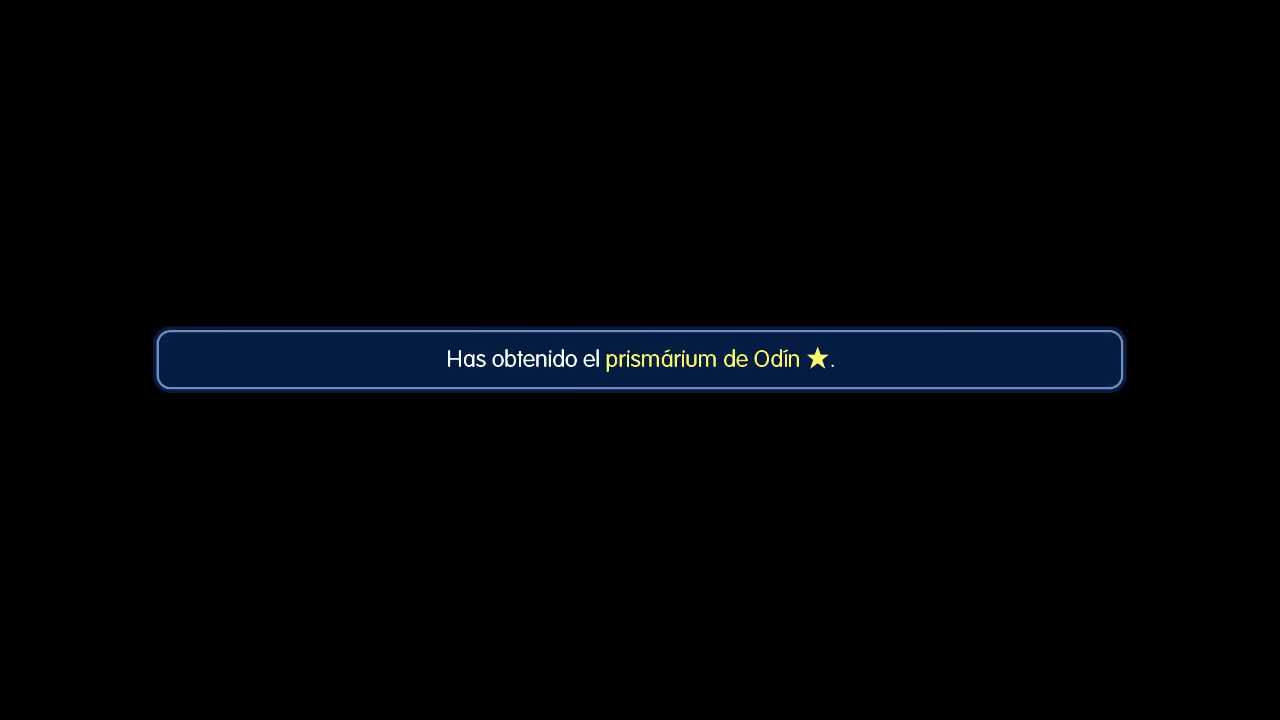 Has obtenido el prismárium de Odín ★.